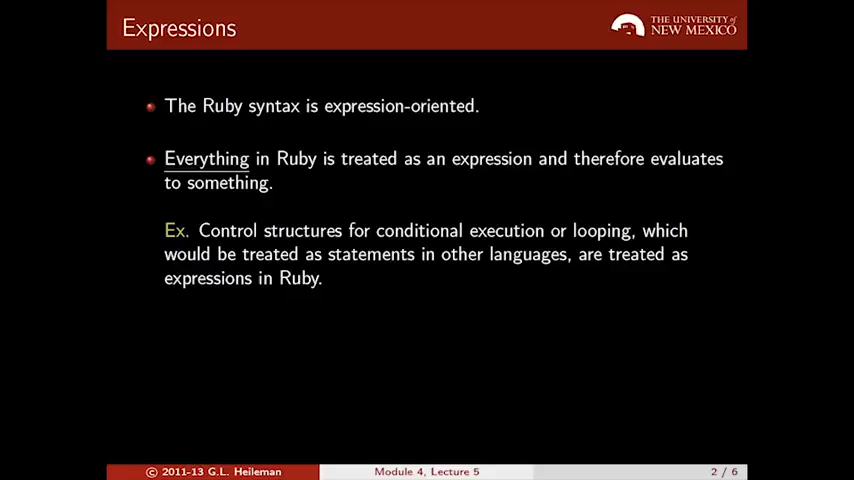 Expressions
THE UNIVERSITY of
NEW MEXICO
The Ruby syntax is expression-oriented.
Everything in Ruby is treated as an expression and therefore evaluates
to something.
Ex. Control structures for conditional execution or looping, which
would be treated as statements in other languages, are treated as
expressions in Ruby.
© 2011-13 G.L. Heileman
Module 4, Lecture 5
2 / 6